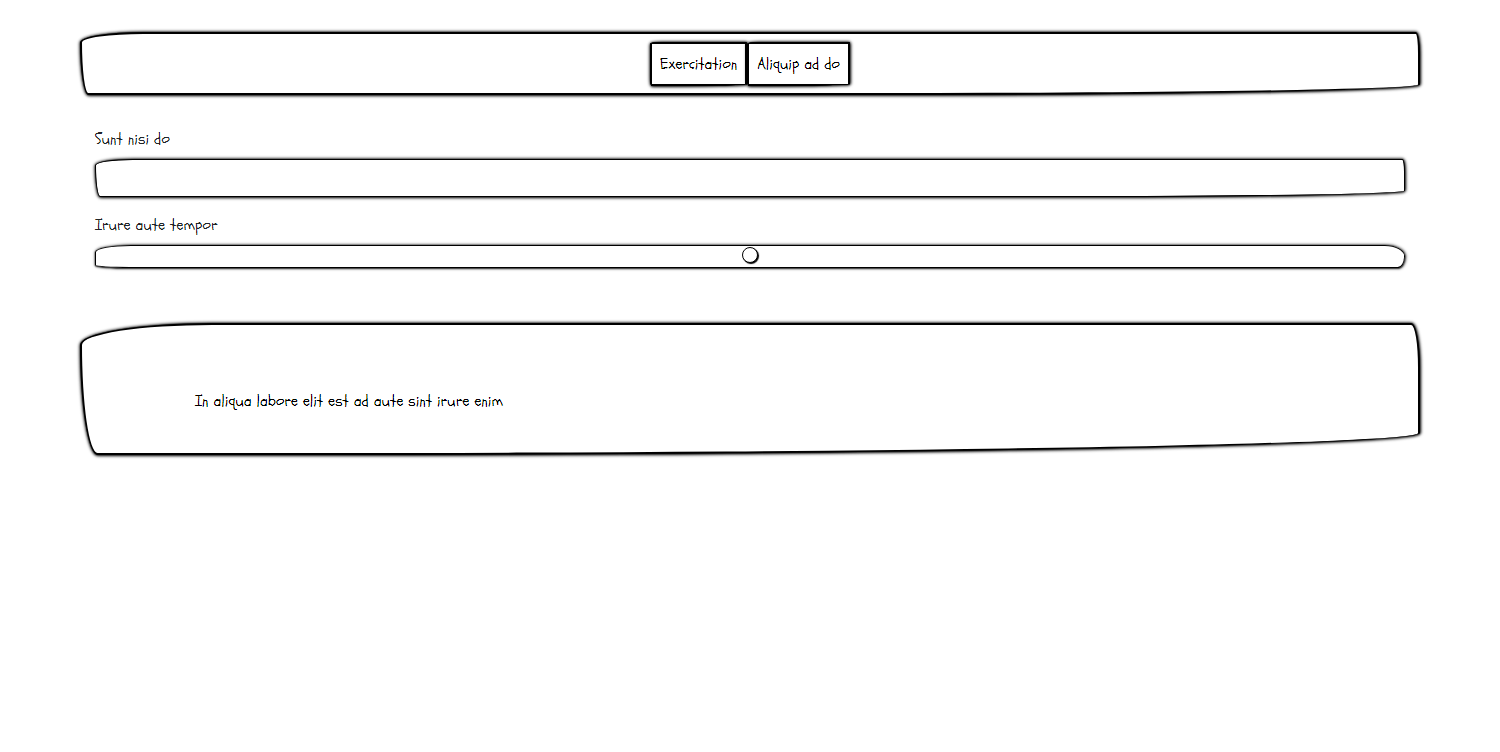 Exercitation Aliquip ad do
Sunt nisi do
Irure aute tempor
In aliqua labore elit est ad aute sint irure enim